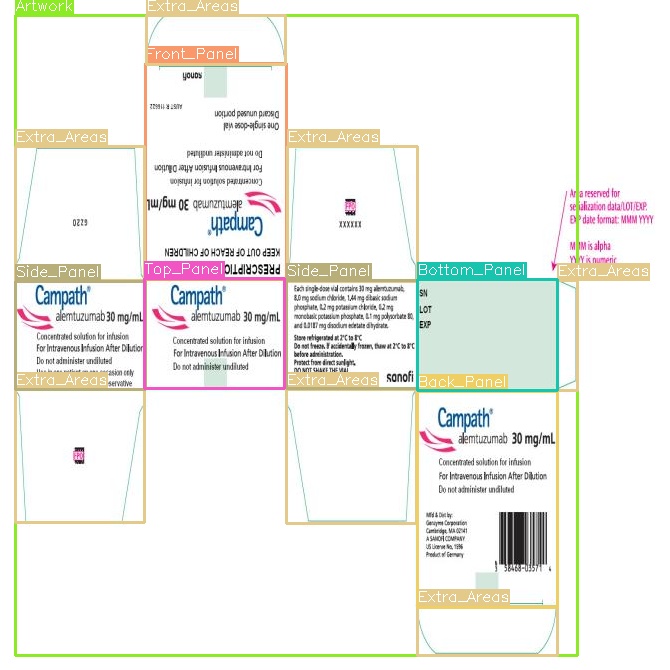 Artwork
Extra_Areas
Front_Panel
sanofi
AUST R 116622
Discard unused portion
One single-dose vial
Do not administer undiluted
For Intravenous Infusion After Dilution
Concentrated solution for infusion
alemtuzumab 30 mg/mL
Campath®
KEEP OUT OF REACH OF CHILDREN
PRESCRIPTIO
Extra_Areas
0229
Extra_Areas
XXXXXX
Area reserved for
serialization data/LOT/EXP.
EXP date format: MMM YYYY
MMM is alpha
YYYY is numeric
Side_Panel
Campath®
alemtuzumab 30 mg/mL
Concentrated solution for infusion
For Intravenous Infusion After Dilution
Do not administer undiluted
Top_Panel
Campath®
alemtuzumab 30 mg/mL
Concentrated solution for infusion
For Intravenous Infusion After Dilution
Do not administer undiluted
Side_Panel
Each single-dose vial contains 30 mg alemtuzumab,
8.0 mg sodium chloride, 1.44 mg dibasic sodium
phosphate, 0.2 mg potassium chloride, 0.2 mg
monobasic potassium phosphate, 0.1 mg polysorbate 80,
and 0.0187 mg disodium edetate dihydrate.
Store refrigerated at 2°C to 8°C
Do not freeze. If accidentally frozen, thaw at 2°C to 8°C
before administration.
Protect from direct sunlight.
DO NOT SHAKE THE VIAL
sanofi
Bottom_Panel
SN
LOT
EXP
Extra_Areas
Extra_Areas
Extra_Areas
Back_Panel
Campath®
alemtuzumab 30 mg/mL
Concentrated solution for infusion
For Intravenous Infusion After Dilution
Do not administer undiluted
Mfd & Dist by:
Genzyme Corporation
Cambridge, MA 02141
A SANOFI COMPANY
US License No. 1596
Product of Germany
3 58468-03571 4
Extra_Areas